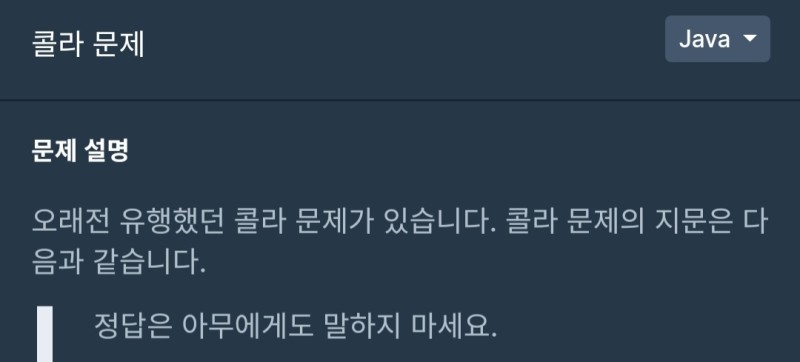 콜라 문제
Java
문제 설명
오래전 유행했던 콜라 문제가 있습니다. 콜라 문제의 지문은 다
음과 같습니다.
정답은 아무에게도 말하지 마세요.